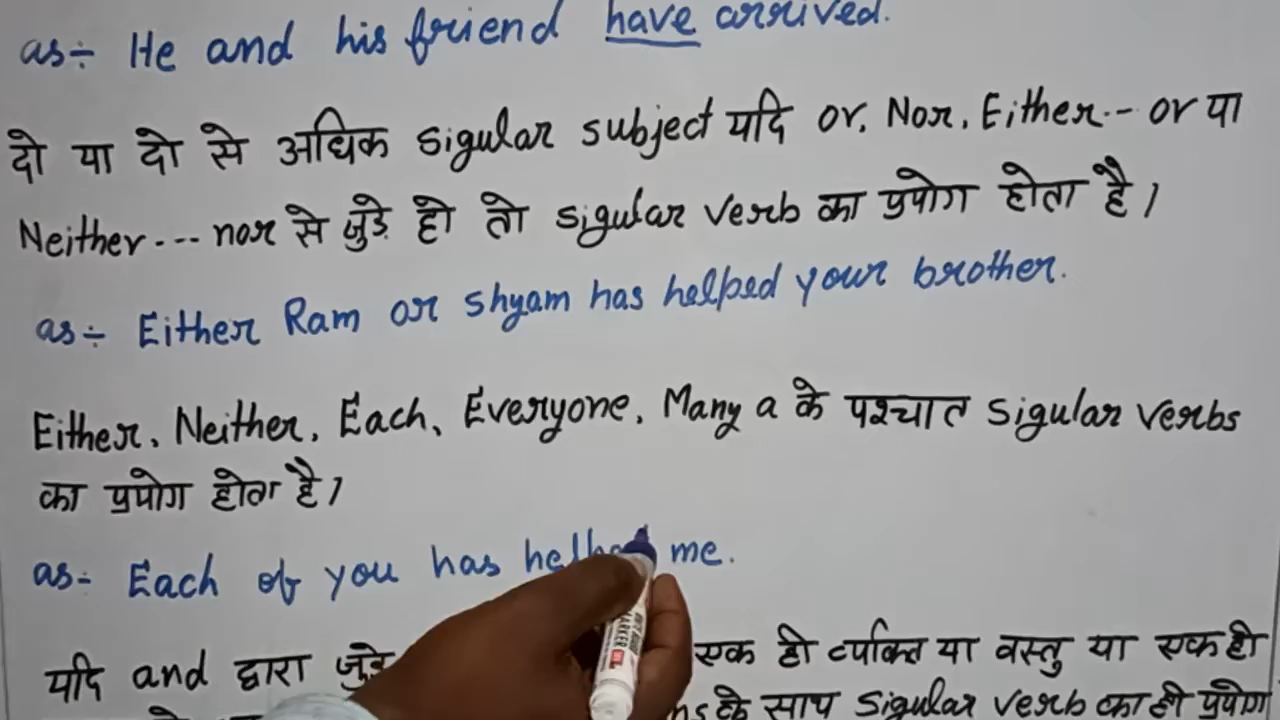 as÷ He and his friend have arrived.
दो या दो से अधिक sigular subject यदि or, Nor, Either-- or या
Neither --- nor से जुड़े हो तो sigular verb का प्रयोग होता है।
as÷ Either Ram or shyam has helped your brother.
Either, Neither, Each, Everyone, Many a के पश्चात sigular verbs
का प्रयोग होता है।
as- Each of you has me.
यदि and द्वारा जुड़े एक ही व्यक्ति या वस्तु या एक ही
के साथ sigular verb का ही प्रयोग